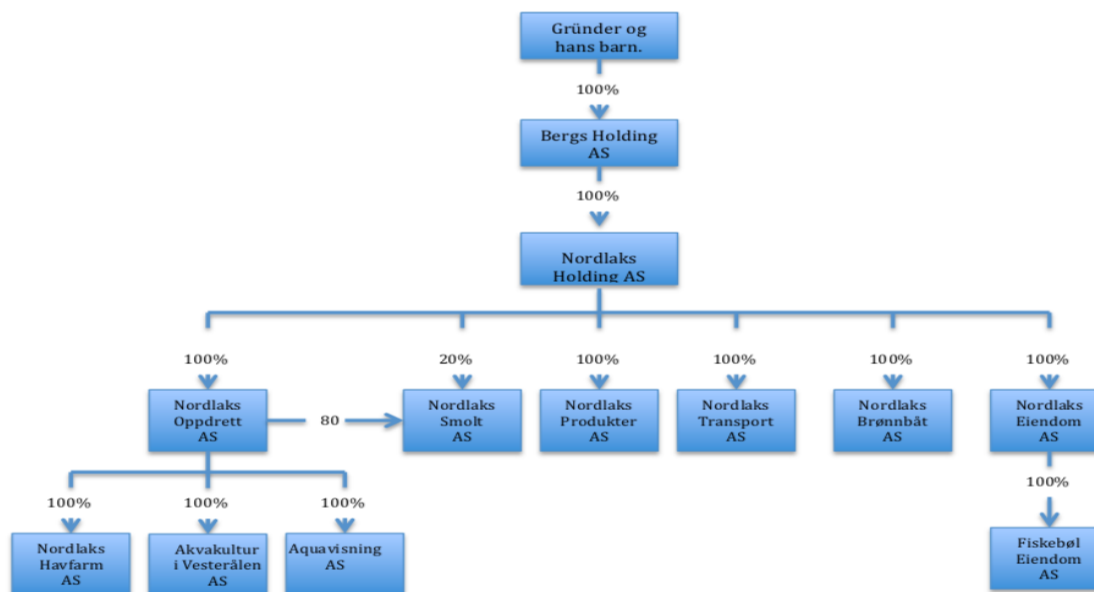 Gründer og
hans barn.
100%
Bergs Holding
AS
100%
Nordlaks
Holding AS
100%
20%
100%
100%
100%
100%
Nordlaks
Oppdrett
AS
80
Nordlaks
Smolt
AS
Nordlaks
Produkter
AS
Nordlaks
Transport
AS
Nordlaks
Brønnbåt
AS
Nordlaks
Eiendom
AS
100%
100%
100%
100%
Nordlaks
Havfarm
AS
Akvakultur
i Vesterålen
AS
Aquavisning
AS
Fiskebøl
Eiendom
AS